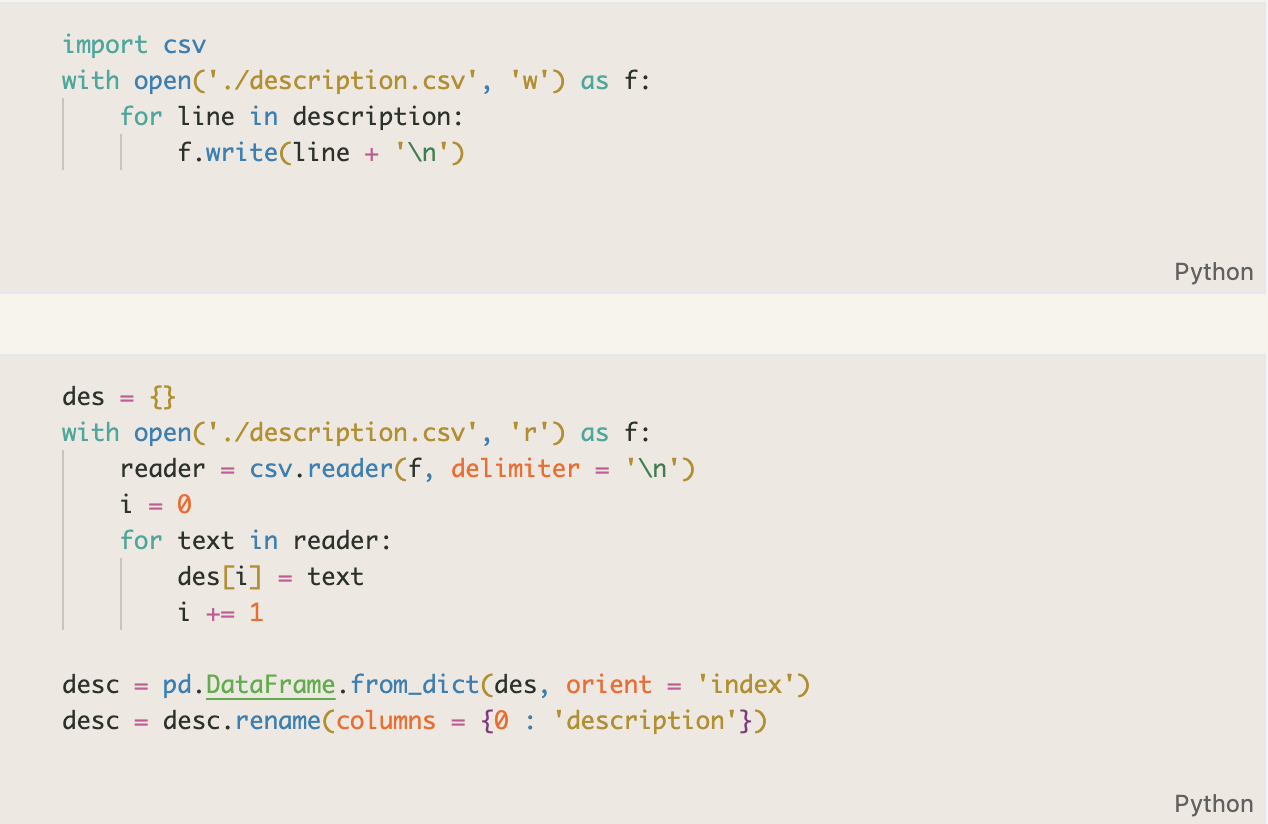 import csv
with open('./description.csv', 'w') as f:
    for line in description:
        f.write(line + '\n')
Python
des = {}
with open('./description.csv', 'r') as f:
    reader = csv.reader(f, delimiter = '\n')
    i = 0
    for text in reader:
        des[i] = text
        i += 1
desc = pd.DataFrame.from_dict(des, orient = 'index')
desc = desc.rename(columns = {0 : 'description'})
Python